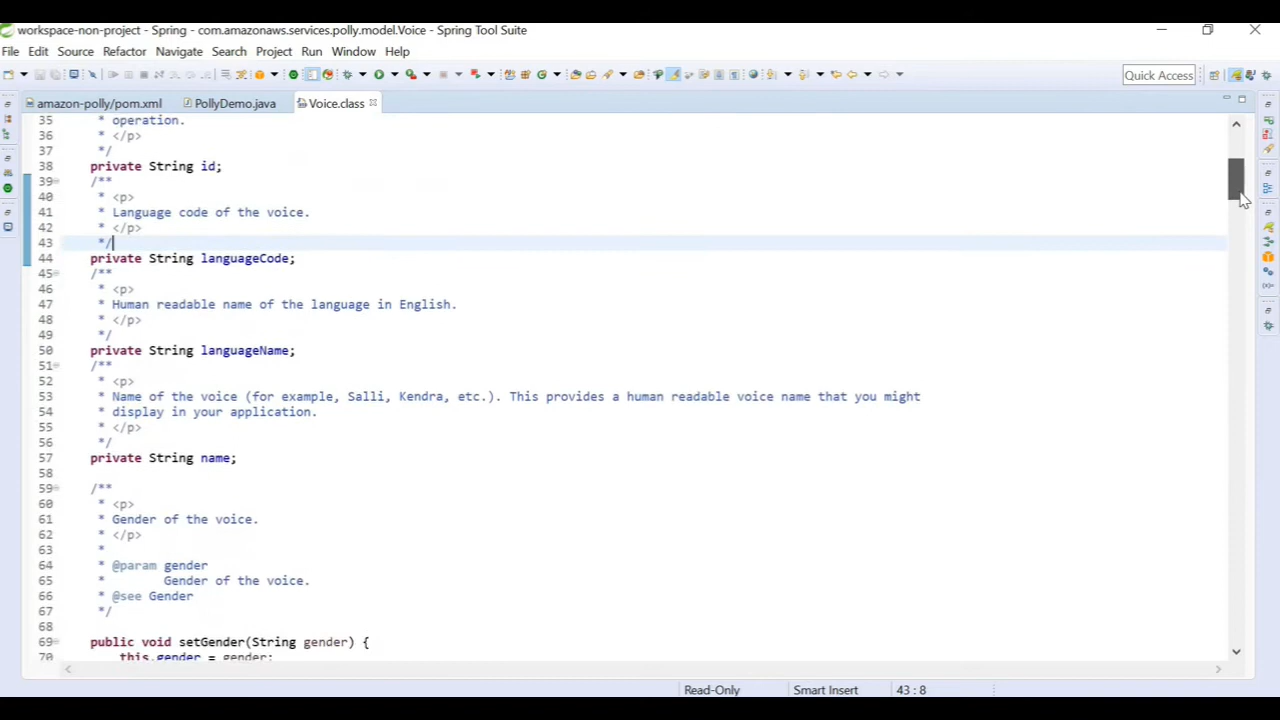 workspace-non-project - Spring - com.amazonaws.services.polly.model.Voice - Spring Tool Suite
File Edit Source Refactor Navigate Search Project Run Window Help
Quick Access
amazon-polly/pom.xml PollyDemo.java Voice.class
35 * operation.
36 * </p>
37 */
38 private String id;
39 /**
40 * <p>
41 * Language code of the voice.
42 * </p>
43 */
44 private String languageCode;
45 /**
46 * <p>
47 * Human readable name of the language in English.
48 * </p>
49 */
50 private String languageName;
51 /**
52 * <p>
53 * Name of the voice (for example, Salli, Kendra, etc.). This provides a human readable voice name that you might
54 * display in your application.
55 * </p>
56 */
57 private String name;
58
59 /**
60 * <p>
61 * Gender of the voice.
62 * </p>
63 *
64 * @param gender
65 * Gender of the voice.
66 * @see Gender
67 */
68
69 public void setGender(String gender) {
70 this.gender = gender;
Read-Only Smart Insert 43 : 8